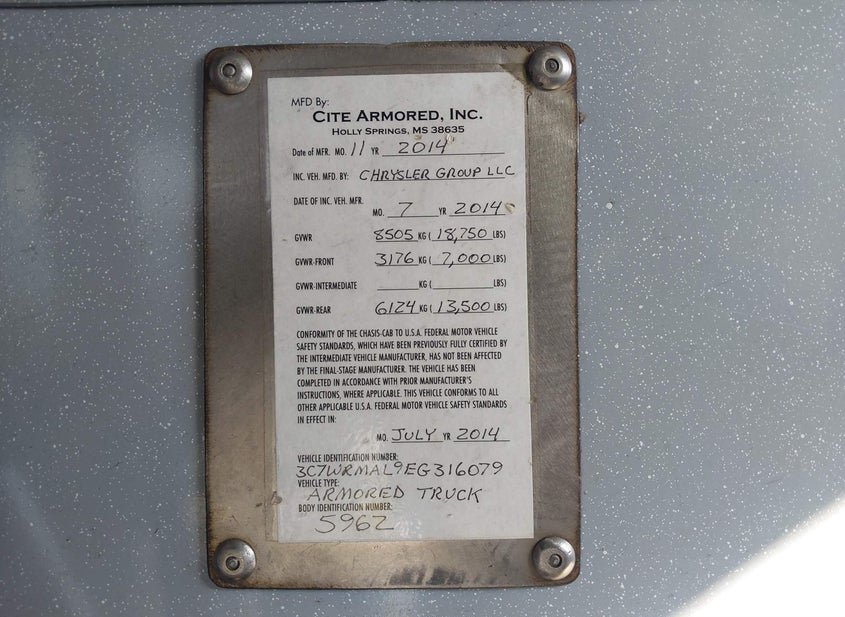 MFD By:
CITE ARMORED, INC.
HOLLY SPRINGS, MS 38635
Date of MFR. MO. 11 YR 2014
INC. VEH. MFD. BY: CHRYSLER GROUP LLC
DATE OF INC. VEH. MFR.
MO. 7 YR 2014
GVWR 8505 KG ( 18,750 LBS)
GVWR-FRONT 3176 KG ( 7,000 LBS)
GVWR-INTERMEDIATE KG ( LBS)
GVWR-REAR 6124 KG ( 13,500 LBS)
CONFORMITY OF THE CHASIS-CAB TO U.S.A. FEDERAL MOTOR VEHICLE
SAFETY STANDARDS, WHICH HAVE BEEN PREVIOUSLY FULLY CERTIFIED BY
THE INTERMEDIATE VEHICLE MANUFACTURER, HAS NOT BEEN AFFECTED
BY THE FINAL-STAGE MANUFACTURER. THE VEHICLE HAS BEEN
COMPLETED IN ACCORDANCE WITH PRIOR MANUFACTURER'S
INSTRUCTIONS, WHERE APPLICABLE. THIS VEHICLE CONFORMS TO ALL
OTHER APPLICABLE U.S.A. FEDERAL MOTOR VEHICLE SAFETY STANDARDS
IN EFFECT IN:
MO. JULY YR 2014
VEHICLE IDENTIFICATION NUMBER:
3C7WRMAL9EG316079
VEHICLE TYPE:
ARMORED TRUCK
BODY IDENTIFICATION NUMBER:
5962